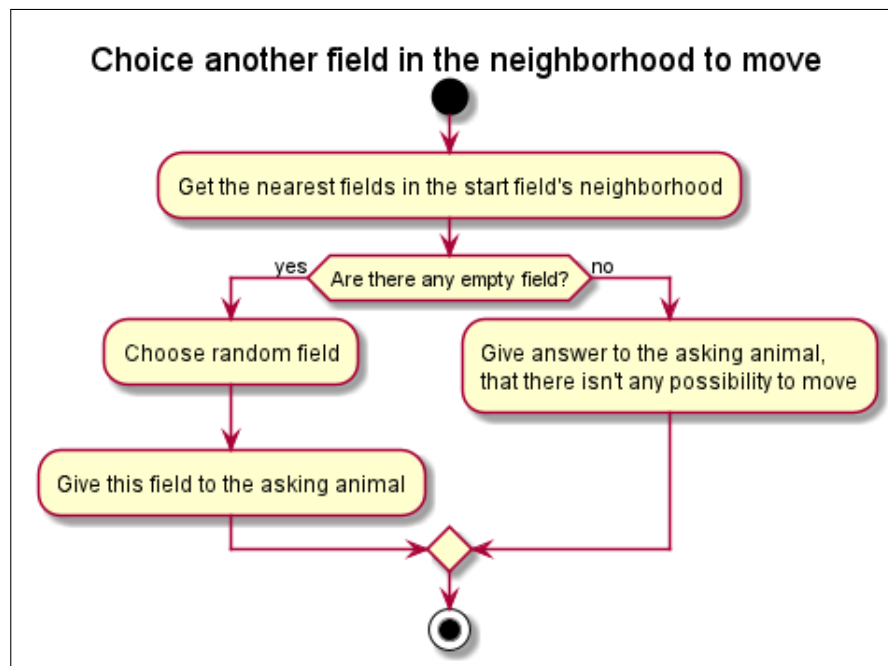 Choice another field in the neighborhood to move
Get the nearest fields in the start field's neighborhood
yes
Are there any empty field?
no
Choose random field
Give answer to the asking animal,
that there isn't any possibility to move
Give this field to the asking animal